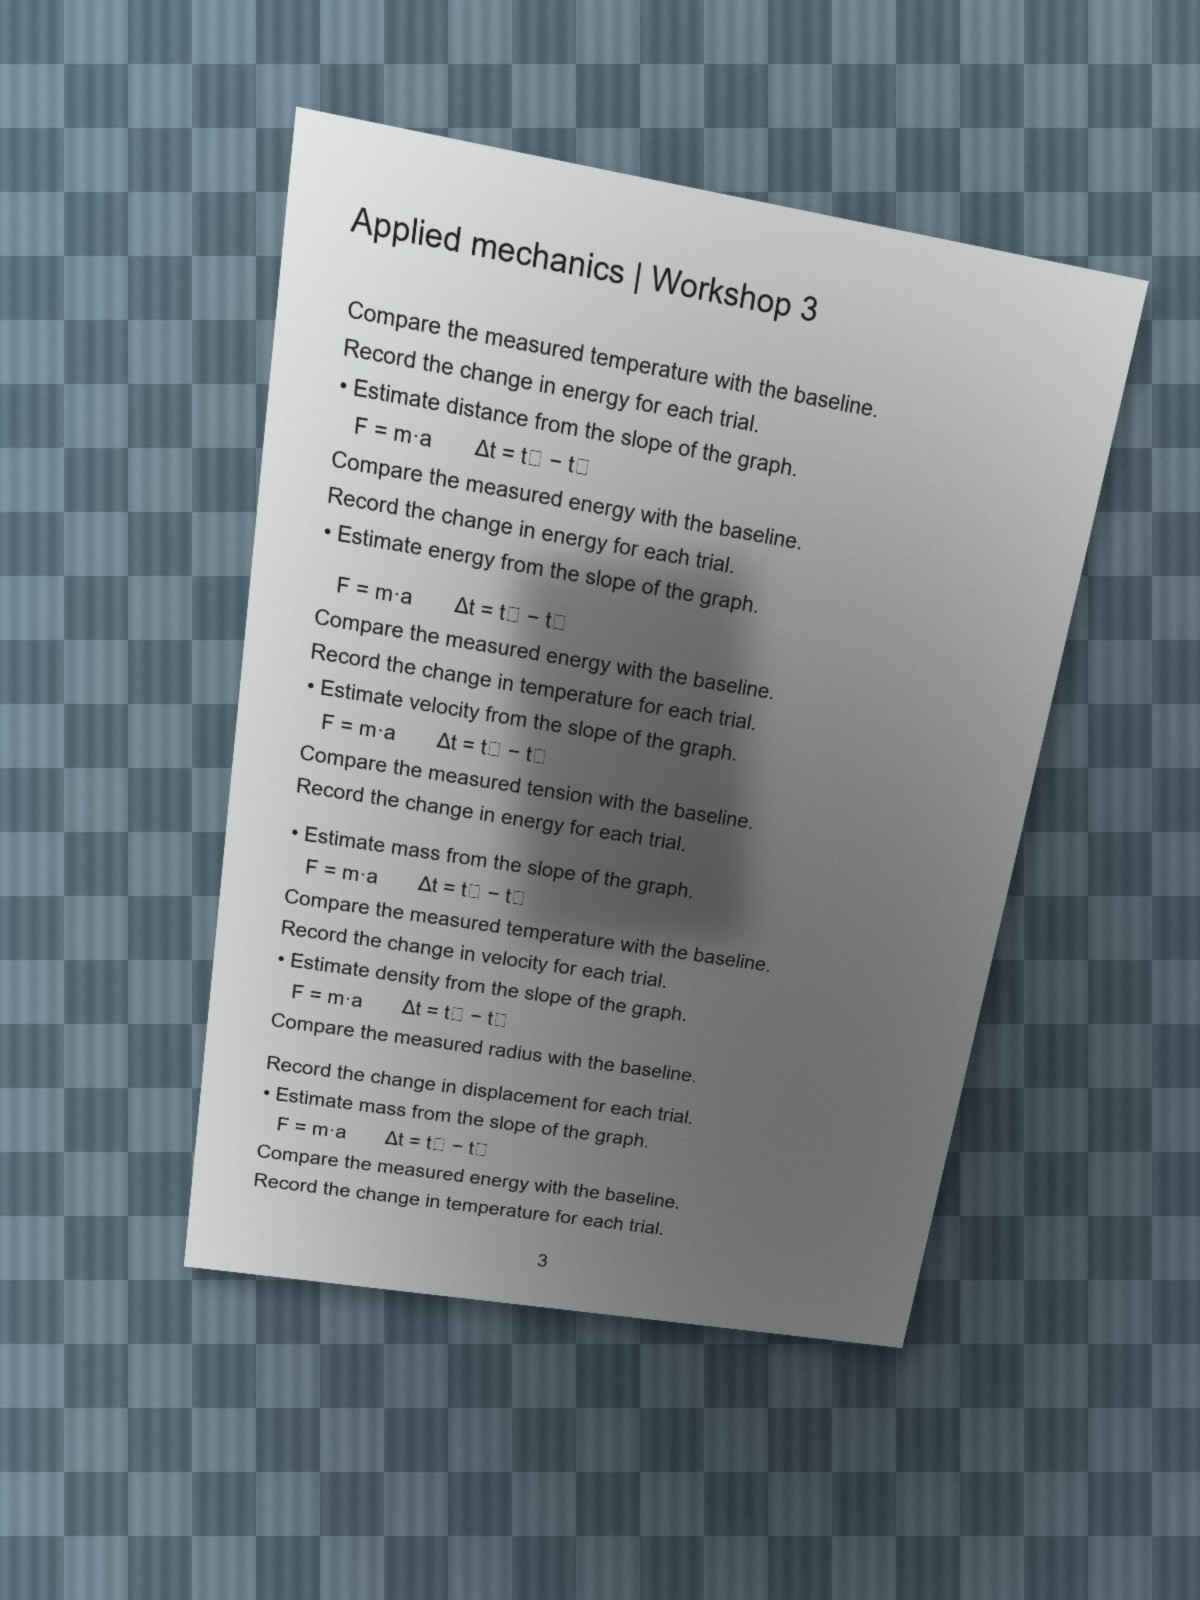 Applied mechanics | Workshop 3
Compare the measured temperature with the baseline.
Record the change in energy for each trial.
• Estimate distance from the slope of the graph.
F = m·a Δt = t□ − t□
Compare the measured energy with the baseline.
Record the change in energy for each trial.
• Estimate energy from the slope of the graph.
F = m·a Δt = t□ − t□
Compare the measured energy with the baseline.
Record the change in temperature for each trial.
• Estimate velocity from the slope of the graph.
F = m·a Δt = t□ − t□
Compare the measured tension with the baseline.
Record the change in energy for each trial.
• Estimate mass from the slope of the graph.
F = m·a Δt = t□ − t□
Compare the measured temperature with the baseline.
Record the change in velocity for each trial.
• Estimate density from the slope of the graph.
F = m·a Δt = t□ − t□
Compare the measured radius with the baseline.
Record the change in displacement for each trial.
• Estimate mass from the slope of the graph.
F = m·a Δt = t□ − t□
Compare the measured energy with the baseline.
Record the change in temperature for each trial.
3